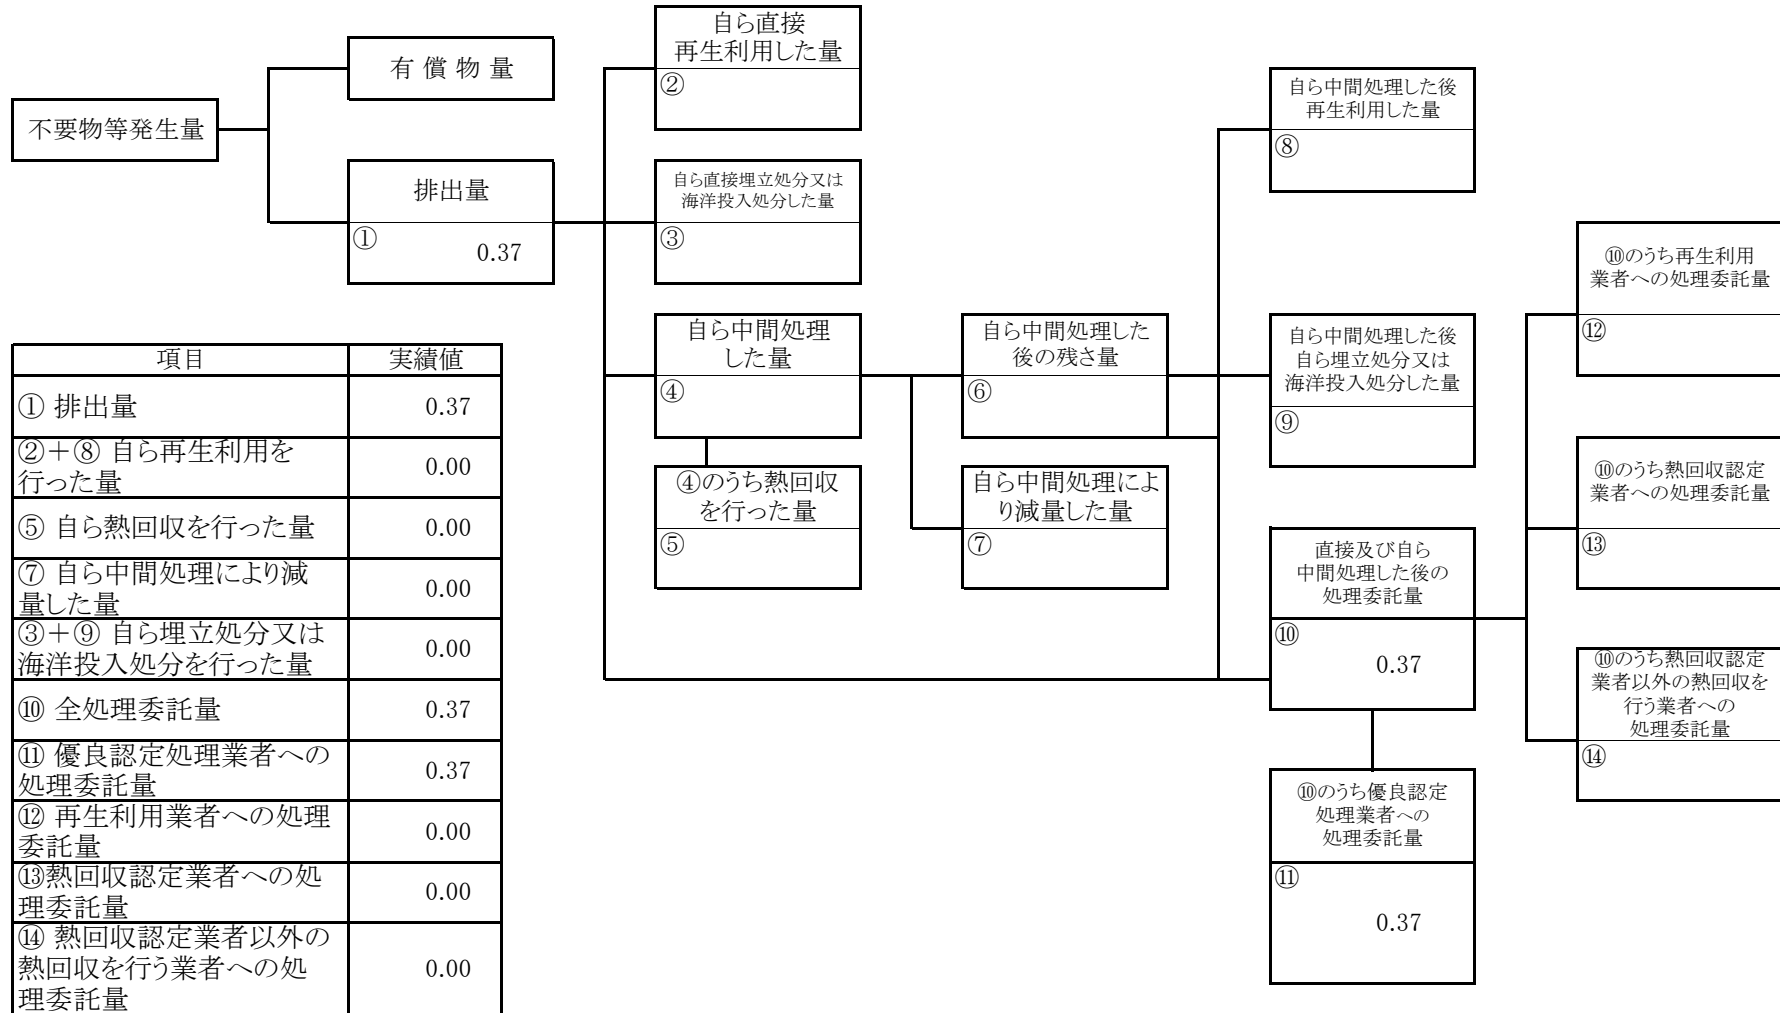 自ら直接
再生利用した量
②
有 償 物 量
不要物等発生量
排出量
①
0.37
自ら直接埋立処分又は
海洋投入処分した量
③
自ら中間処理した後
再生利用した量
⑧
自ら中間処理
した量
④
自ら中間処理した
後の残さ量
⑥
自ら中間処理した後
自ら埋立処分又は
海洋投入処分した量
⑨
⑩のうち再生利用
業者への処理委託量
⑫
④のうち熱回収
を行った量
⑤
自ら中間処理によ
り減量した量
⑦
⑩のうち熱回収認定
業者への処理委託量
⑬
直接及び自ら
中間処理した後の
処理委託量
⑩
0.37
⑩のうち熱回収認定
業者以外の熱回収を
行う業者への
処理委託量
⑭
⑩のうち優良認定
処理業者への
処理委託量
⑪
0.37
項目 実績値
① 排出量 0.37
②＋⑧ 自ら再生利用を
行った量 0.00
⑤ 自ら熱回収を行った量 0.00
⑦ 自ら中間処理により減
量した量 0.00
③＋⑨ 自ら埋立処分又は
海洋投入処分を行った量 0.00
⑩ 全処理委託量 0.37
⑪ 優良認定処理業者への
処理委託量 0.37
⑫ 再生利用業者への処理
委託量 0.00
⑬熱回収認定業者への処
理委託量 0.00
⑭ 熱回収認定業者以外の
熱回収を行う業者への処 0.00
理委託量